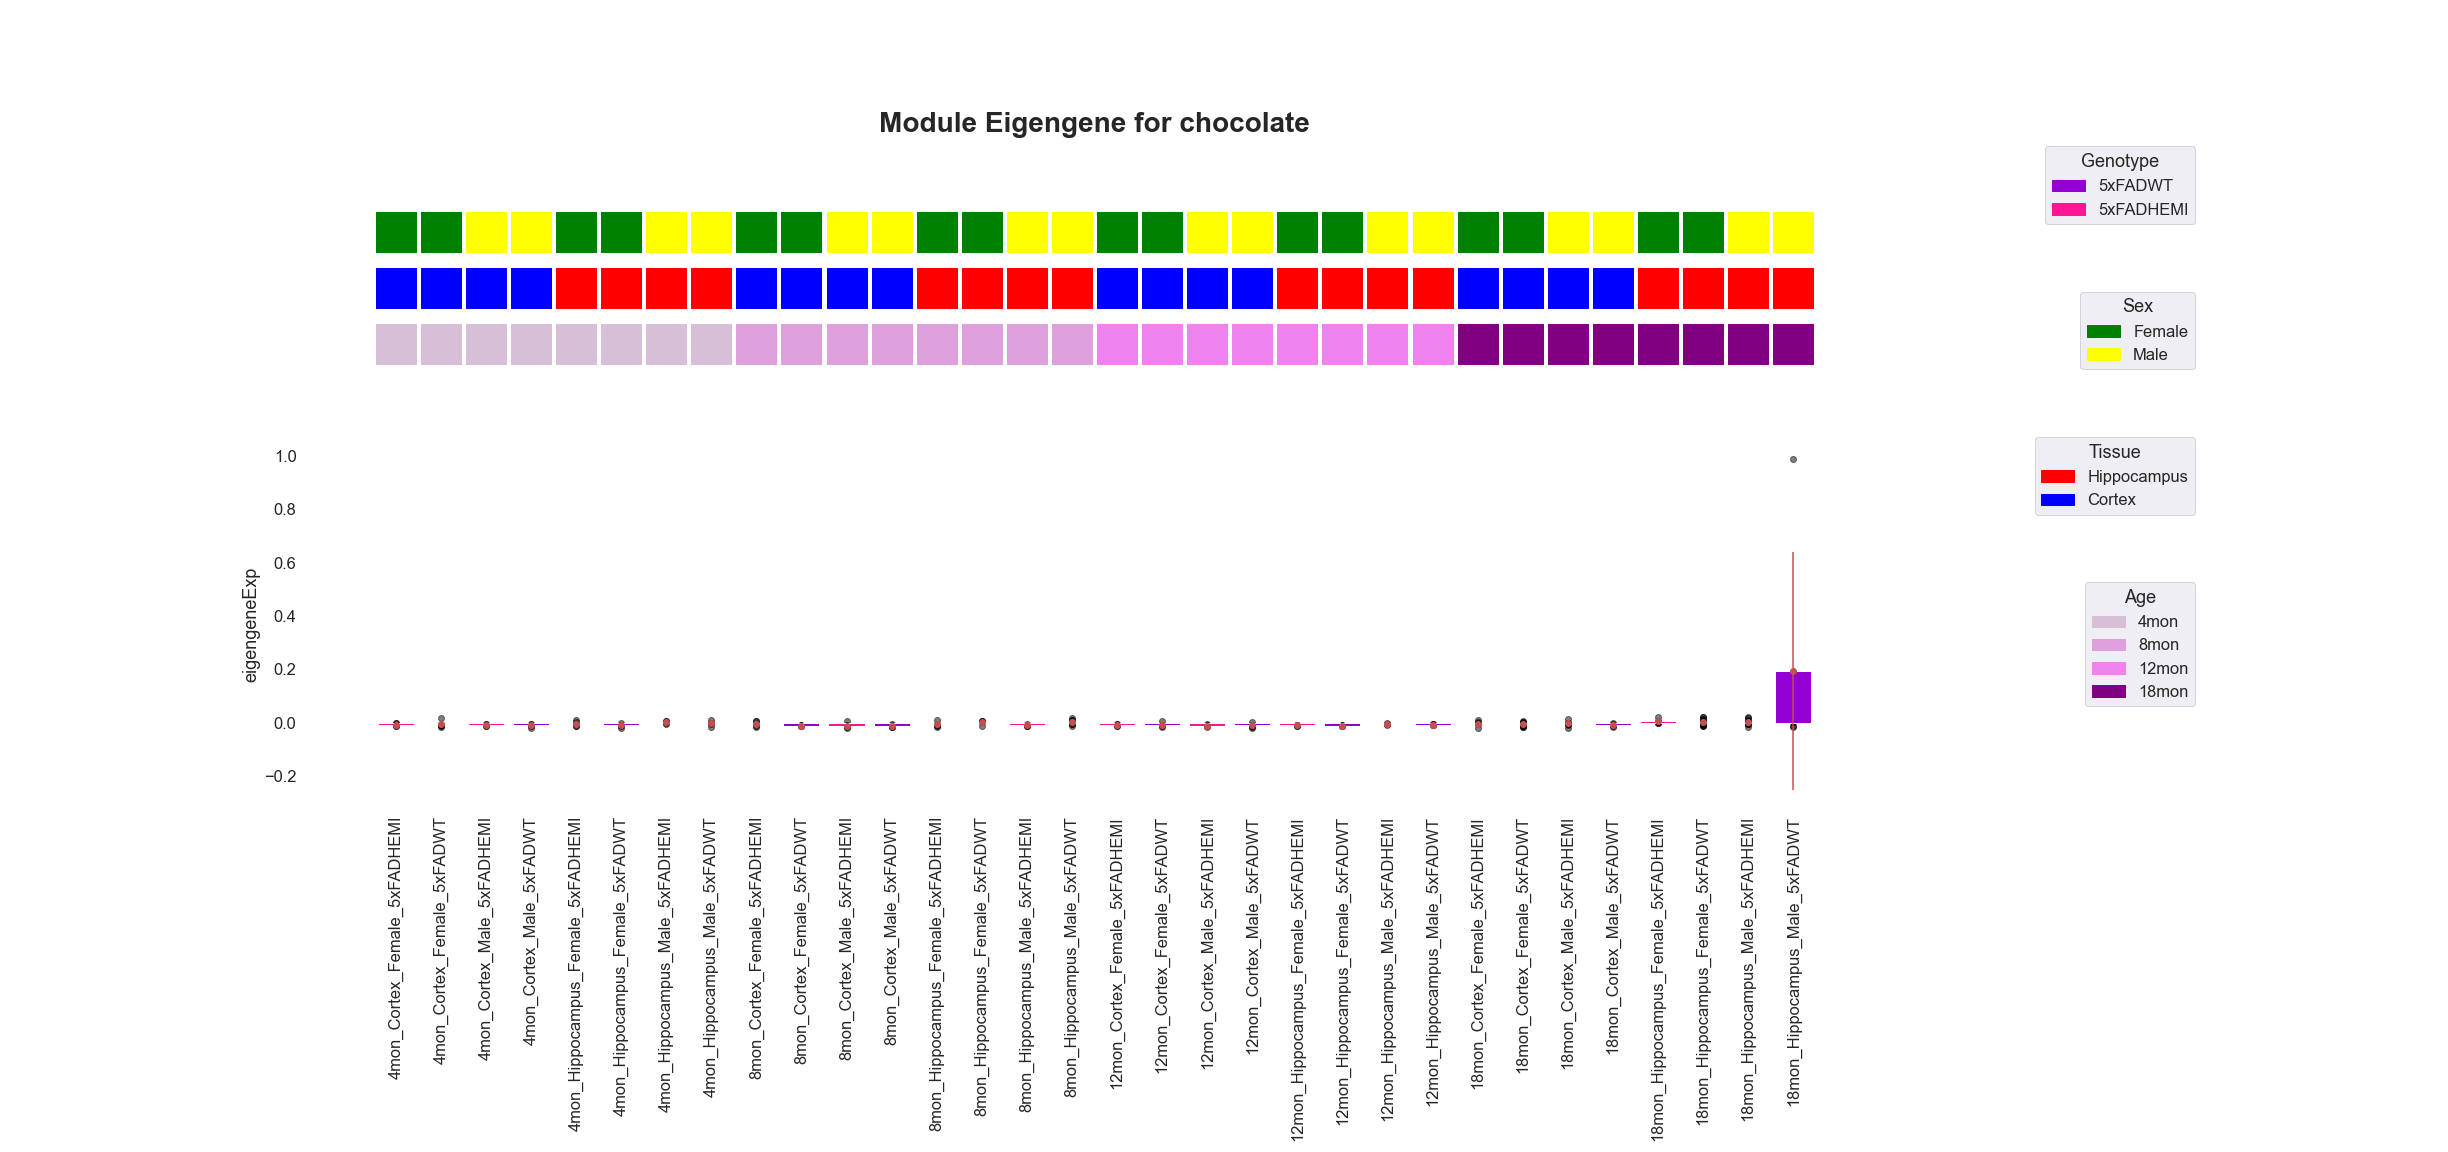 Module Eigengene for chocolate
Genotype
5xFADWT
5xFADHEMI
Sex
Female
Male
Tissue
Hippocampus
Cortex
Age
4mon
8mon
12mon
18mon
eigengeneExp
1.0
0.8
0.6
0.4
0.2
0.0
−0.2
4mon_Cortex_Female_5xFADHEMI
4mon_Cortex_Female_5xFADWT
4mon_Cortex_Male_5xFADHEMI
4mon_Cortex_Male_5xFADWT
4mon_Hippocampus_Female_5xFADHEMI
4mon_Hippocampus_Female_5xFADWT
4mon_Hippocampus_Male_5xFADHEMI
4mon_Hippocampus_Male_5xFADWT
8mon_Cortex_Female_5xFADHEMI
8mon_Cortex_Female_5xFADWT
8mon_Cortex_Male_5xFADHEMI
8mon_Cortex_Male_5xFADWT
8mon_Hippocampus_Female_5xFADHEMI
8mon_Hippocampus_Female_5xFADWT
8mon_Hippocampus_Male_5xFADHEMI
8mon_Hippocampus_Male_5xFADWT
12mon_Cortex_Female_5xFADHEMI
12mon_Cortex_Female_5xFADWT
12mon_Cortex_Male_5xFADHEMI
12mon_Cortex_Male_5xFADWT
12mon_Hippocampus_Female_5xFADHEMI
12mon_Hippocampus_Female_5xFADWT
12mon_Hippocampus_Male_5xFADHEMI
12mon_Hippocampus_Male_5xFADWT
18mon_Cortex_Female_5xFADHEMI
18mon_Cortex_Female_5xFADWT
18mon_Cortex_Male_5xFADHEMI
18mon_Cortex_Male_5xFADWT
18mon_Hippocampus_Female_5xFADHEMI
18mon_Hippocampus_Female_5xFADWT
18mon_Hippocampus_Male_5xFADHEMI
18mon_Hippocampus_Male_5xFADWT